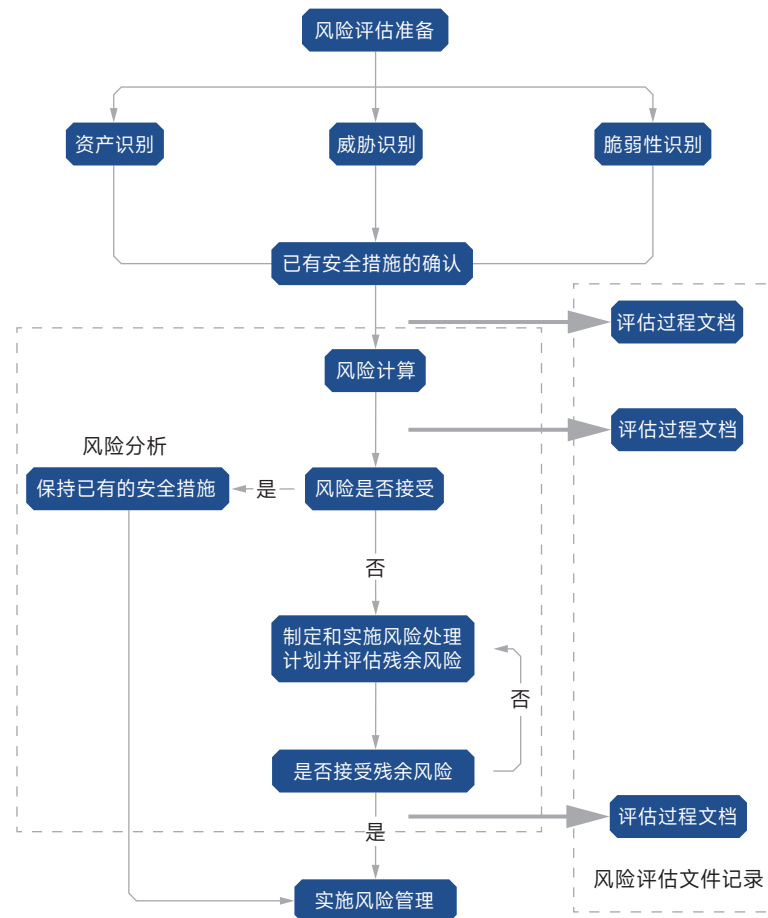 风险评估准备
资产识别
威胁识别
脆弱性识别
已有安全措施的确认
评估过程文档
风险计算
评估过程文档
风险分析
保持已有的安全措施
是
风险是否接受
否
制定和实施风险处理
计划并评估残余风险
否
是否接受残余风险
评估过程文档
是
风险评估文件记录
实施风险管理